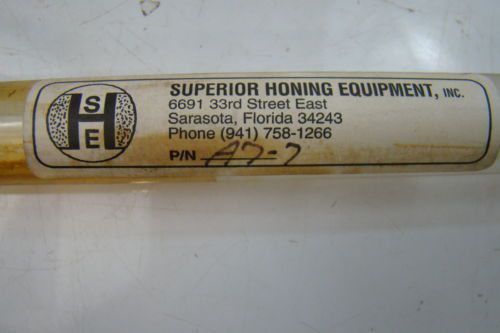 SHE
SUPERIOR HONING EQUIPMENT, INC.
6691 33rd Street East
Sarasota, Florida 34243
Phone (941) 758-1266
P/N A7-7